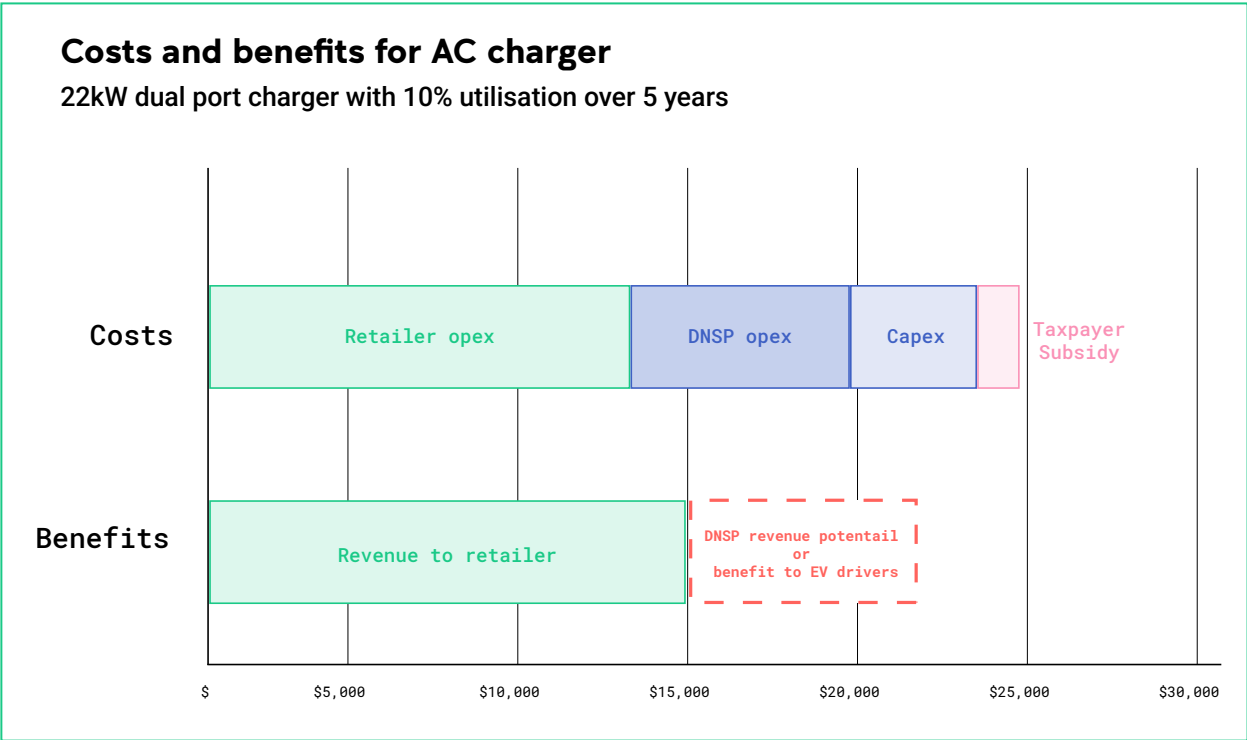 Costs and benefits for AC charger
22kW dual port charger with 10% utilisation over 5 years
Costs
Retailer opex
DNSP opex
Capex
Taxpayer
Subsidy
Benefits
Revenue to retailer
DNSP revenue potentail
or
benefit to EV drivers
$
$5,000
$10,000
$15,000
$20,000
$25,000
$30,000